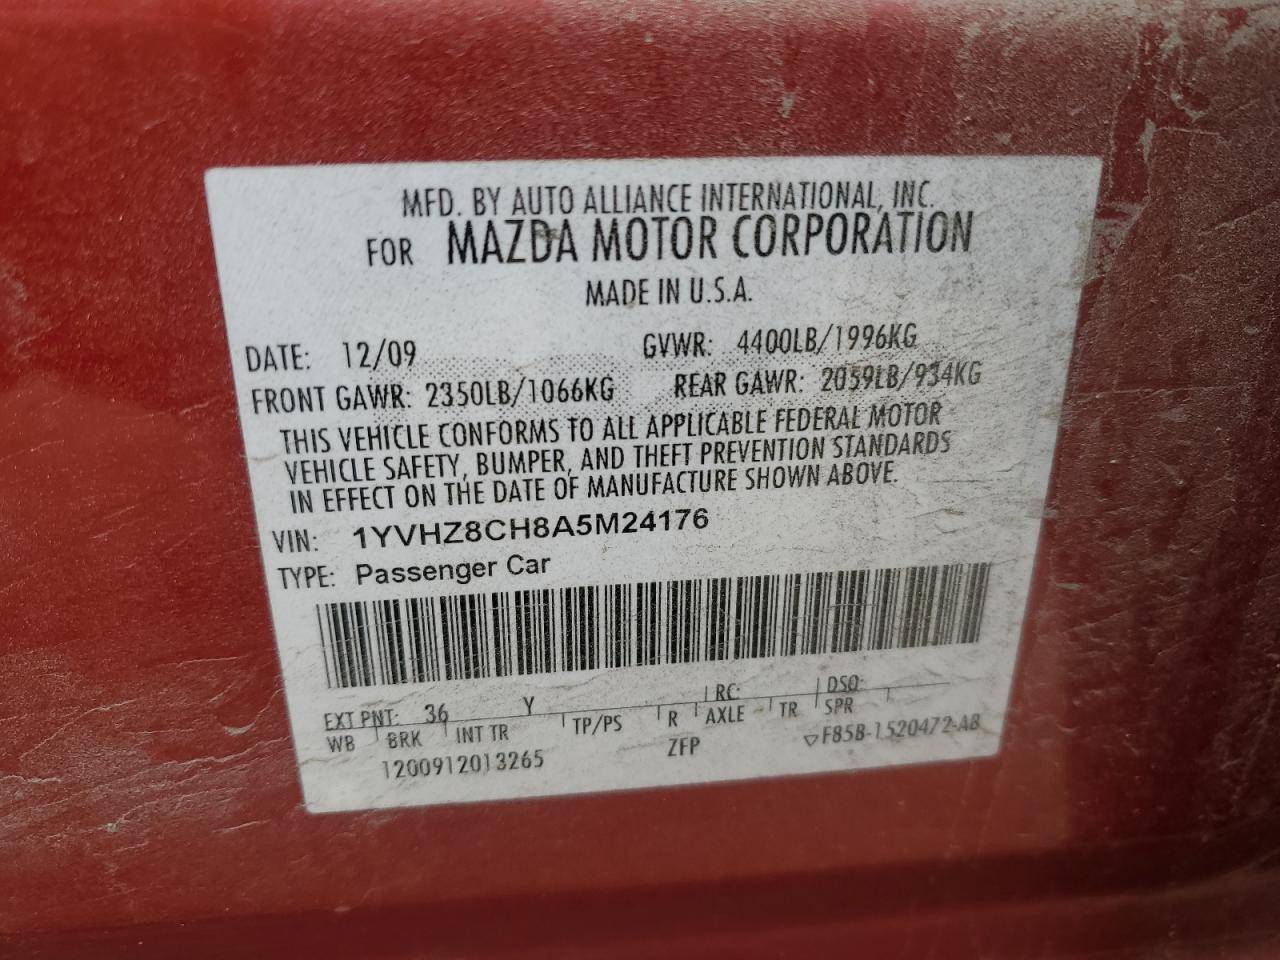 MFD. BY AUTO ALLIANCE INTERNATIONAL, INC.
FOR MAZDA MOTOR CORPORATION
MADE IN U.S.A.
DATE: 12/09 GVWR: 4400LB/1996KG
FRONT GAWR: 2350LB/1066KG REAR GAWR: 2059LB/934KG
THIS VEHICLE CONFORMS TO ALL APPLICABLE FEDERAL MOTOR
VEHICLE SAFETY, BUMPER, AND THEFT PREVENTION STANDARDS
IN EFFECT ON THE DATE OF MANUFACTURE SHOWN ABOVE.
VIN: 1YVHZ8CH8A5M24176
TYPE: Passenger Car
EXT PNT: 36 Y RC: DSO:
WB BRK INT TR TP/PS R AXLE TR SPR
1200912013265 ZFP F85B-1520472-AB